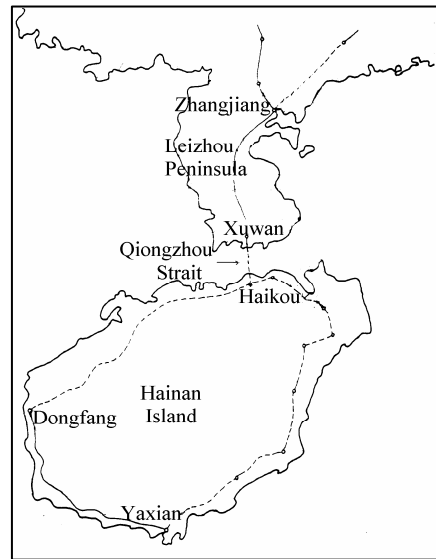 Zhangjiang
Leizhou
Peninsula
Xuwan
Qiongzhou
Strait
Haikou
Hainan
Island
Dongfang
Yaxian